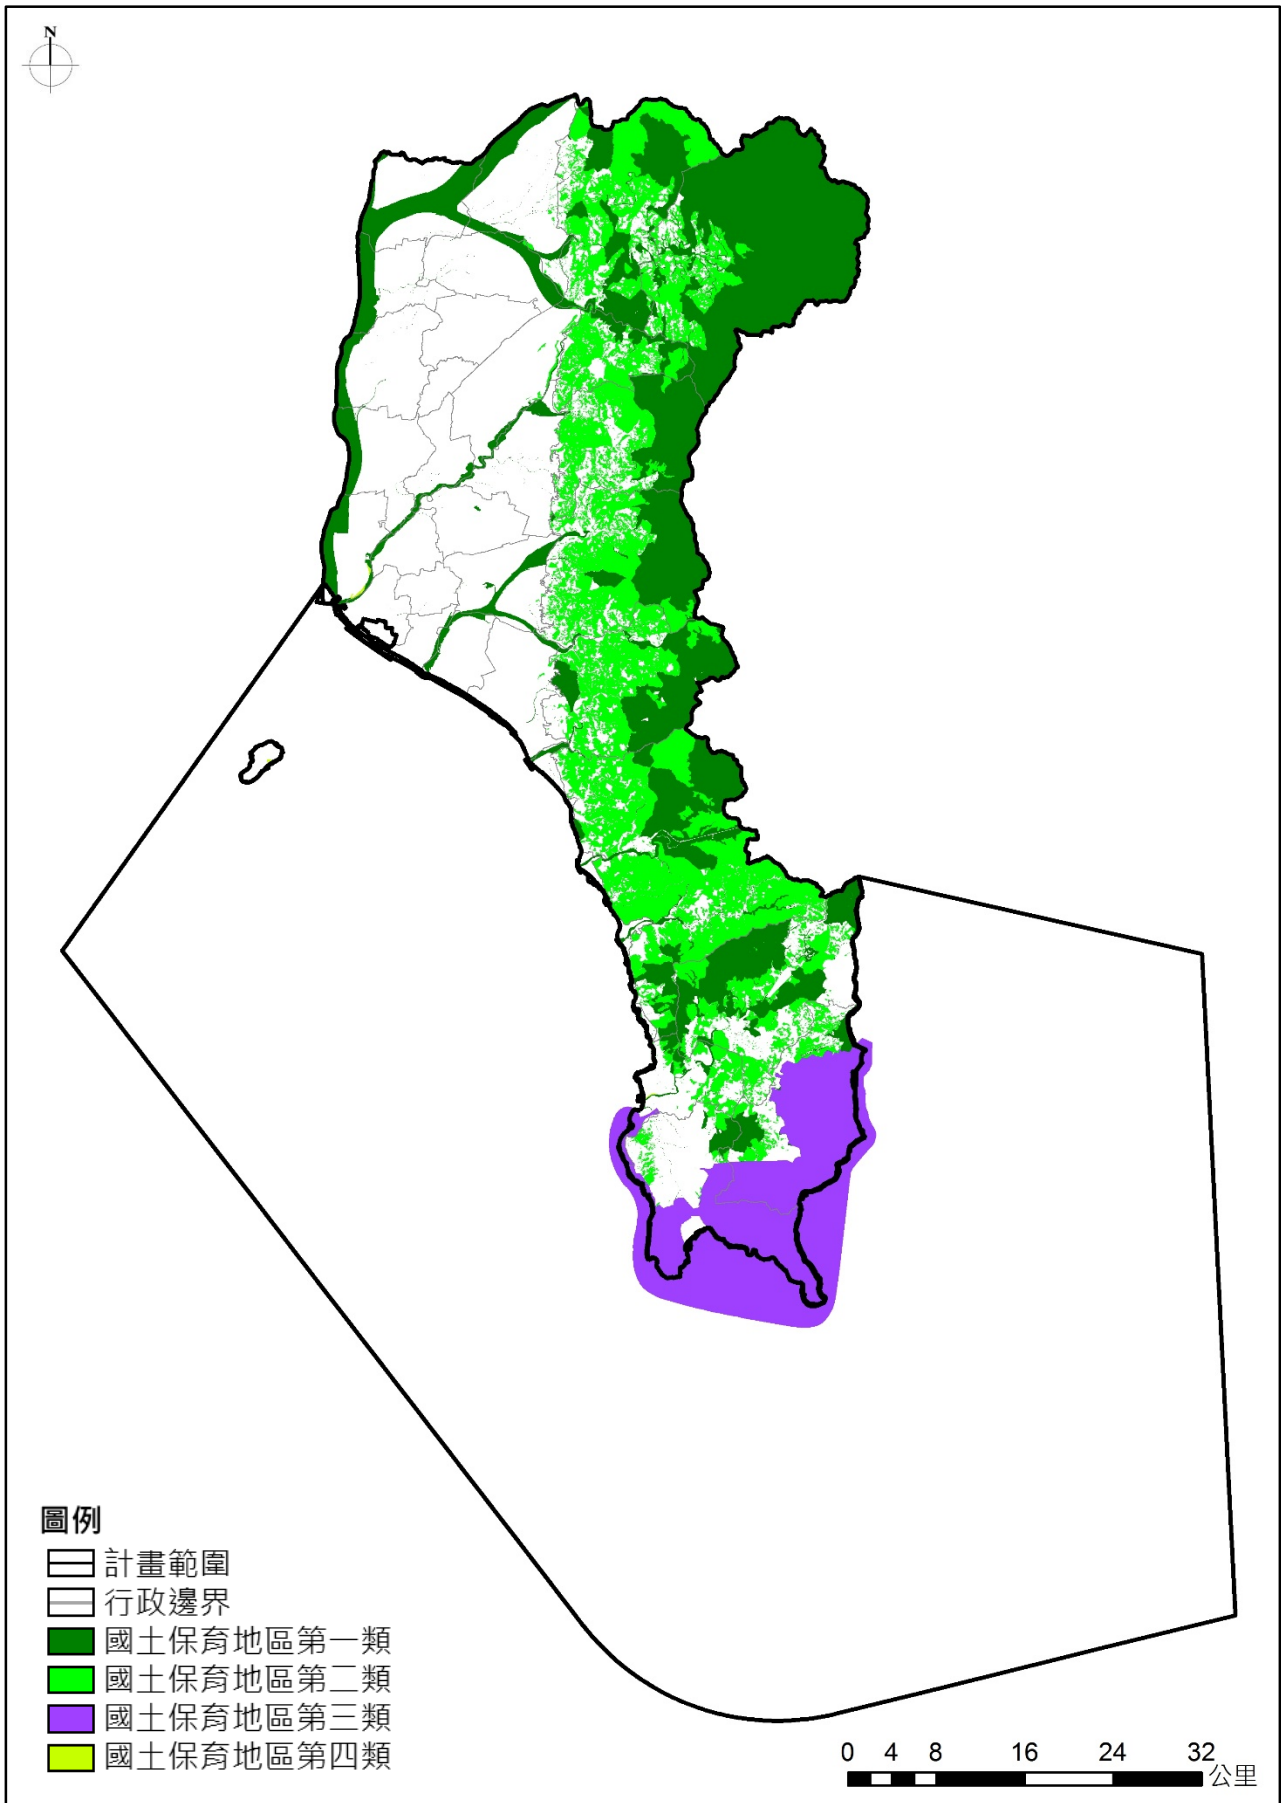 N
圖例
計畫範圍
行政邊界
國土保育地區第一類
國土保育地區第二類
國土保育地區第三類
國土保育地區第四類
0 4 8 16 24 32
公里